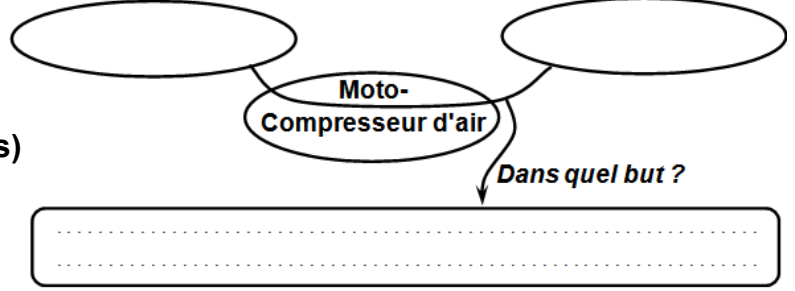 Moto-
Compresseur d'air
s)
Dans quel but ?